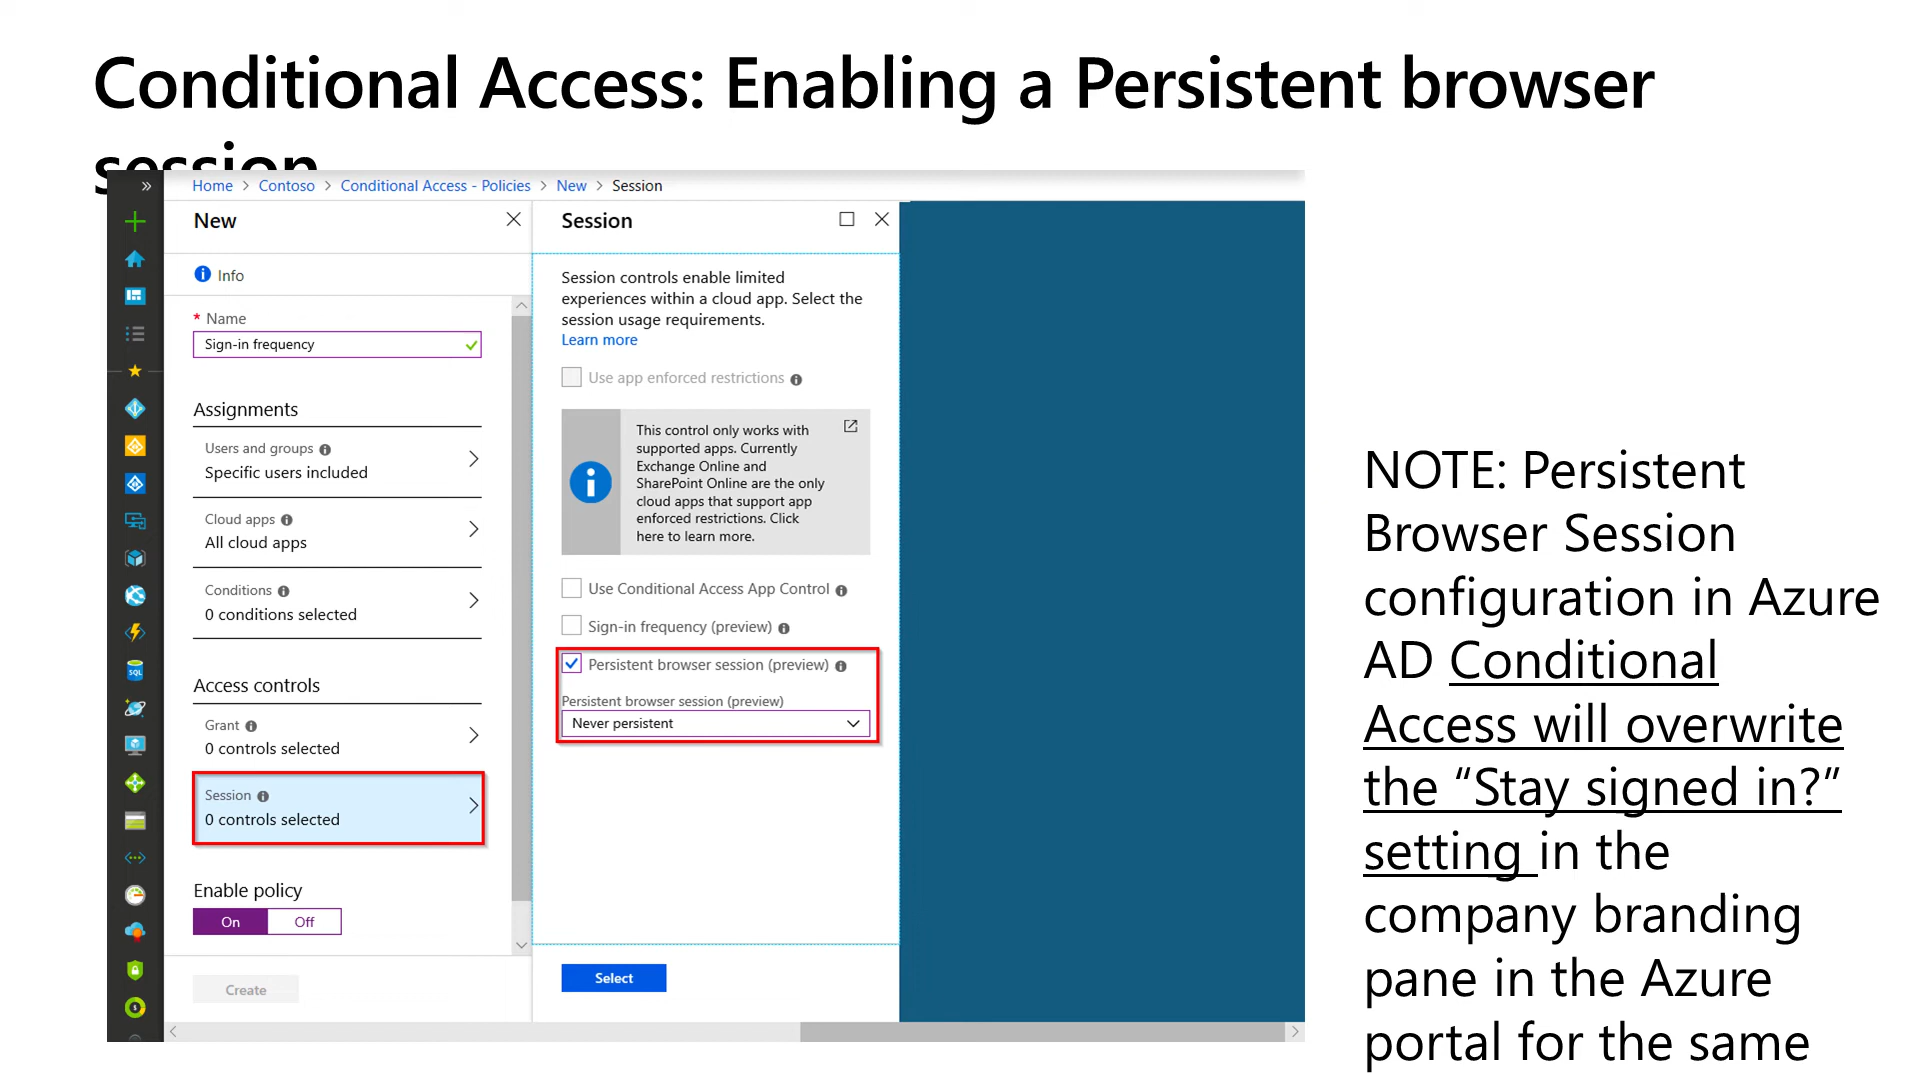 Conditional Access: Enabling a Persistent browser
session
Home > Contoso > Conditional Access - Policies > New > Session
New
Info
* Name
Sign-in frequency
Assignments
Users and groups
Specific users included
Cloud apps
All cloud apps
Conditions
0 conditions selected
Access controls
Grant
0 controls selected
Session
0 controls selected
Enable policy
On Off
Create
Session
Session controls enable limited
experiences within a cloud app. Select the
session usage requirements.
Learn more
Use app enforced restrictions
This control only works with
supported apps. Currently
Exchange Online and
SharePoint Online are the only
cloud apps that support app
enforced restrictions. Click
here to learn more.
Use Conditional Access App Control
Sign-in frequency (preview)
Persistent browser session (preview)
Persistent browser session (preview)
Never persistent
Select
NOTE: Persistent
Browser Session
configuration in Azure
AD Conditional
Access will overwrite
the “Stay signed in?”
setting in the
company branding
pane in the Azure
portal for the same